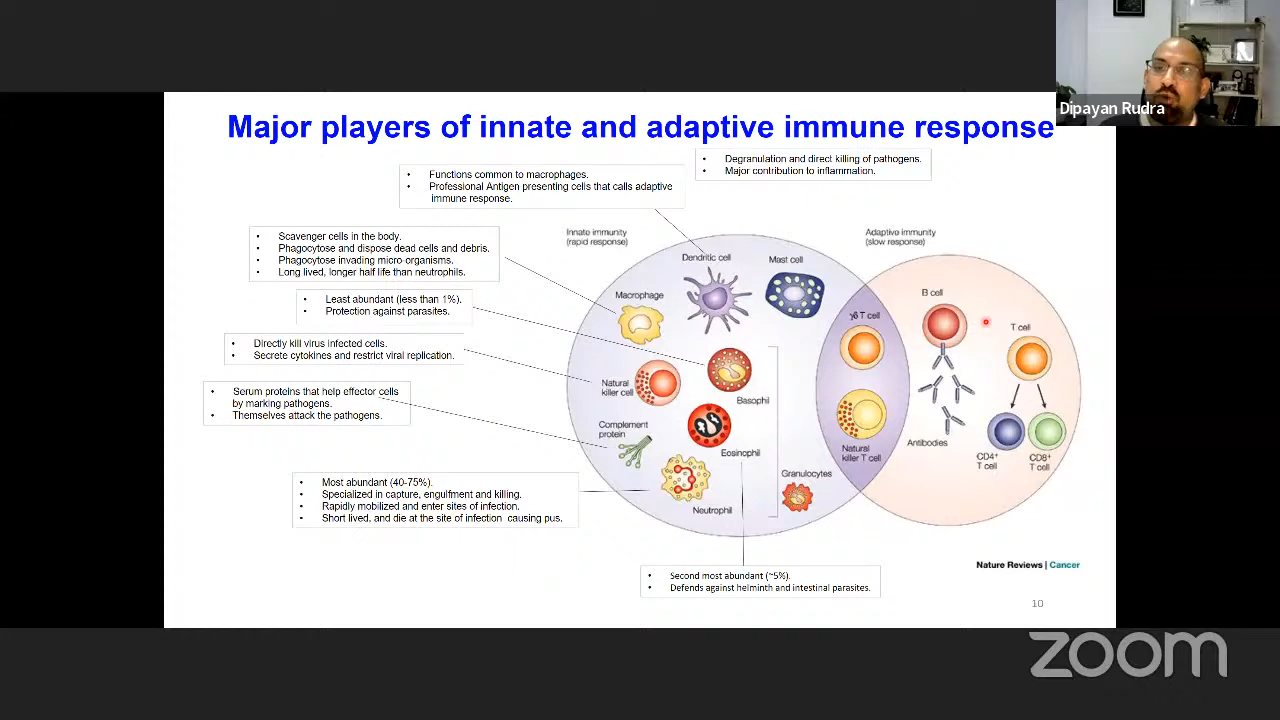 Dipayan Rudra
Major players of innate and adaptive immune response
• Degranulation and direct killing of pathogens.
• Major contribution to inflammation.
• Functions common to macrophages.
• Professional Antigen presenting cells that calls adaptive
immune response.
• Scavenger cells in the body.
• Phagocytose and dispose dead cells and debris.
• Phagocytose invading micro-organisms.
• Long lived, longer half life than neutrophils.
• Least abundant (less than 1%).
• Protection against parasites.
• Directly kill virus infected cells.
• Secrete cytokines and restrict viral replication.
• Serum proteins that help effector cells
by marking pathogens.
• Themselves attack the pathogens.
• Most abundant (40-75%).
• Specialized in capture, engulfment and killing.
• Rapidly mobilized and enter sites of infection.
• Short lived, and die at the site of infection causing pus.
Innate immunity
(rapid response)
Dendritic cell
Mast cell
Macrophage
Natural
killer cell
Basophil
Complement
protein
Eosinophil
Neutrophil
Granulocytes
γδ T cell
Natural
killer T cell
Adaptive immunity
(slow response)
B cell
T cell
Antibodies
CD4+
T cell
CD8+
T cell
• Second most abundant (~5%).
• Defends against helminth and intestinal parasites.
Nature Reviews | Cancer
10
zoom